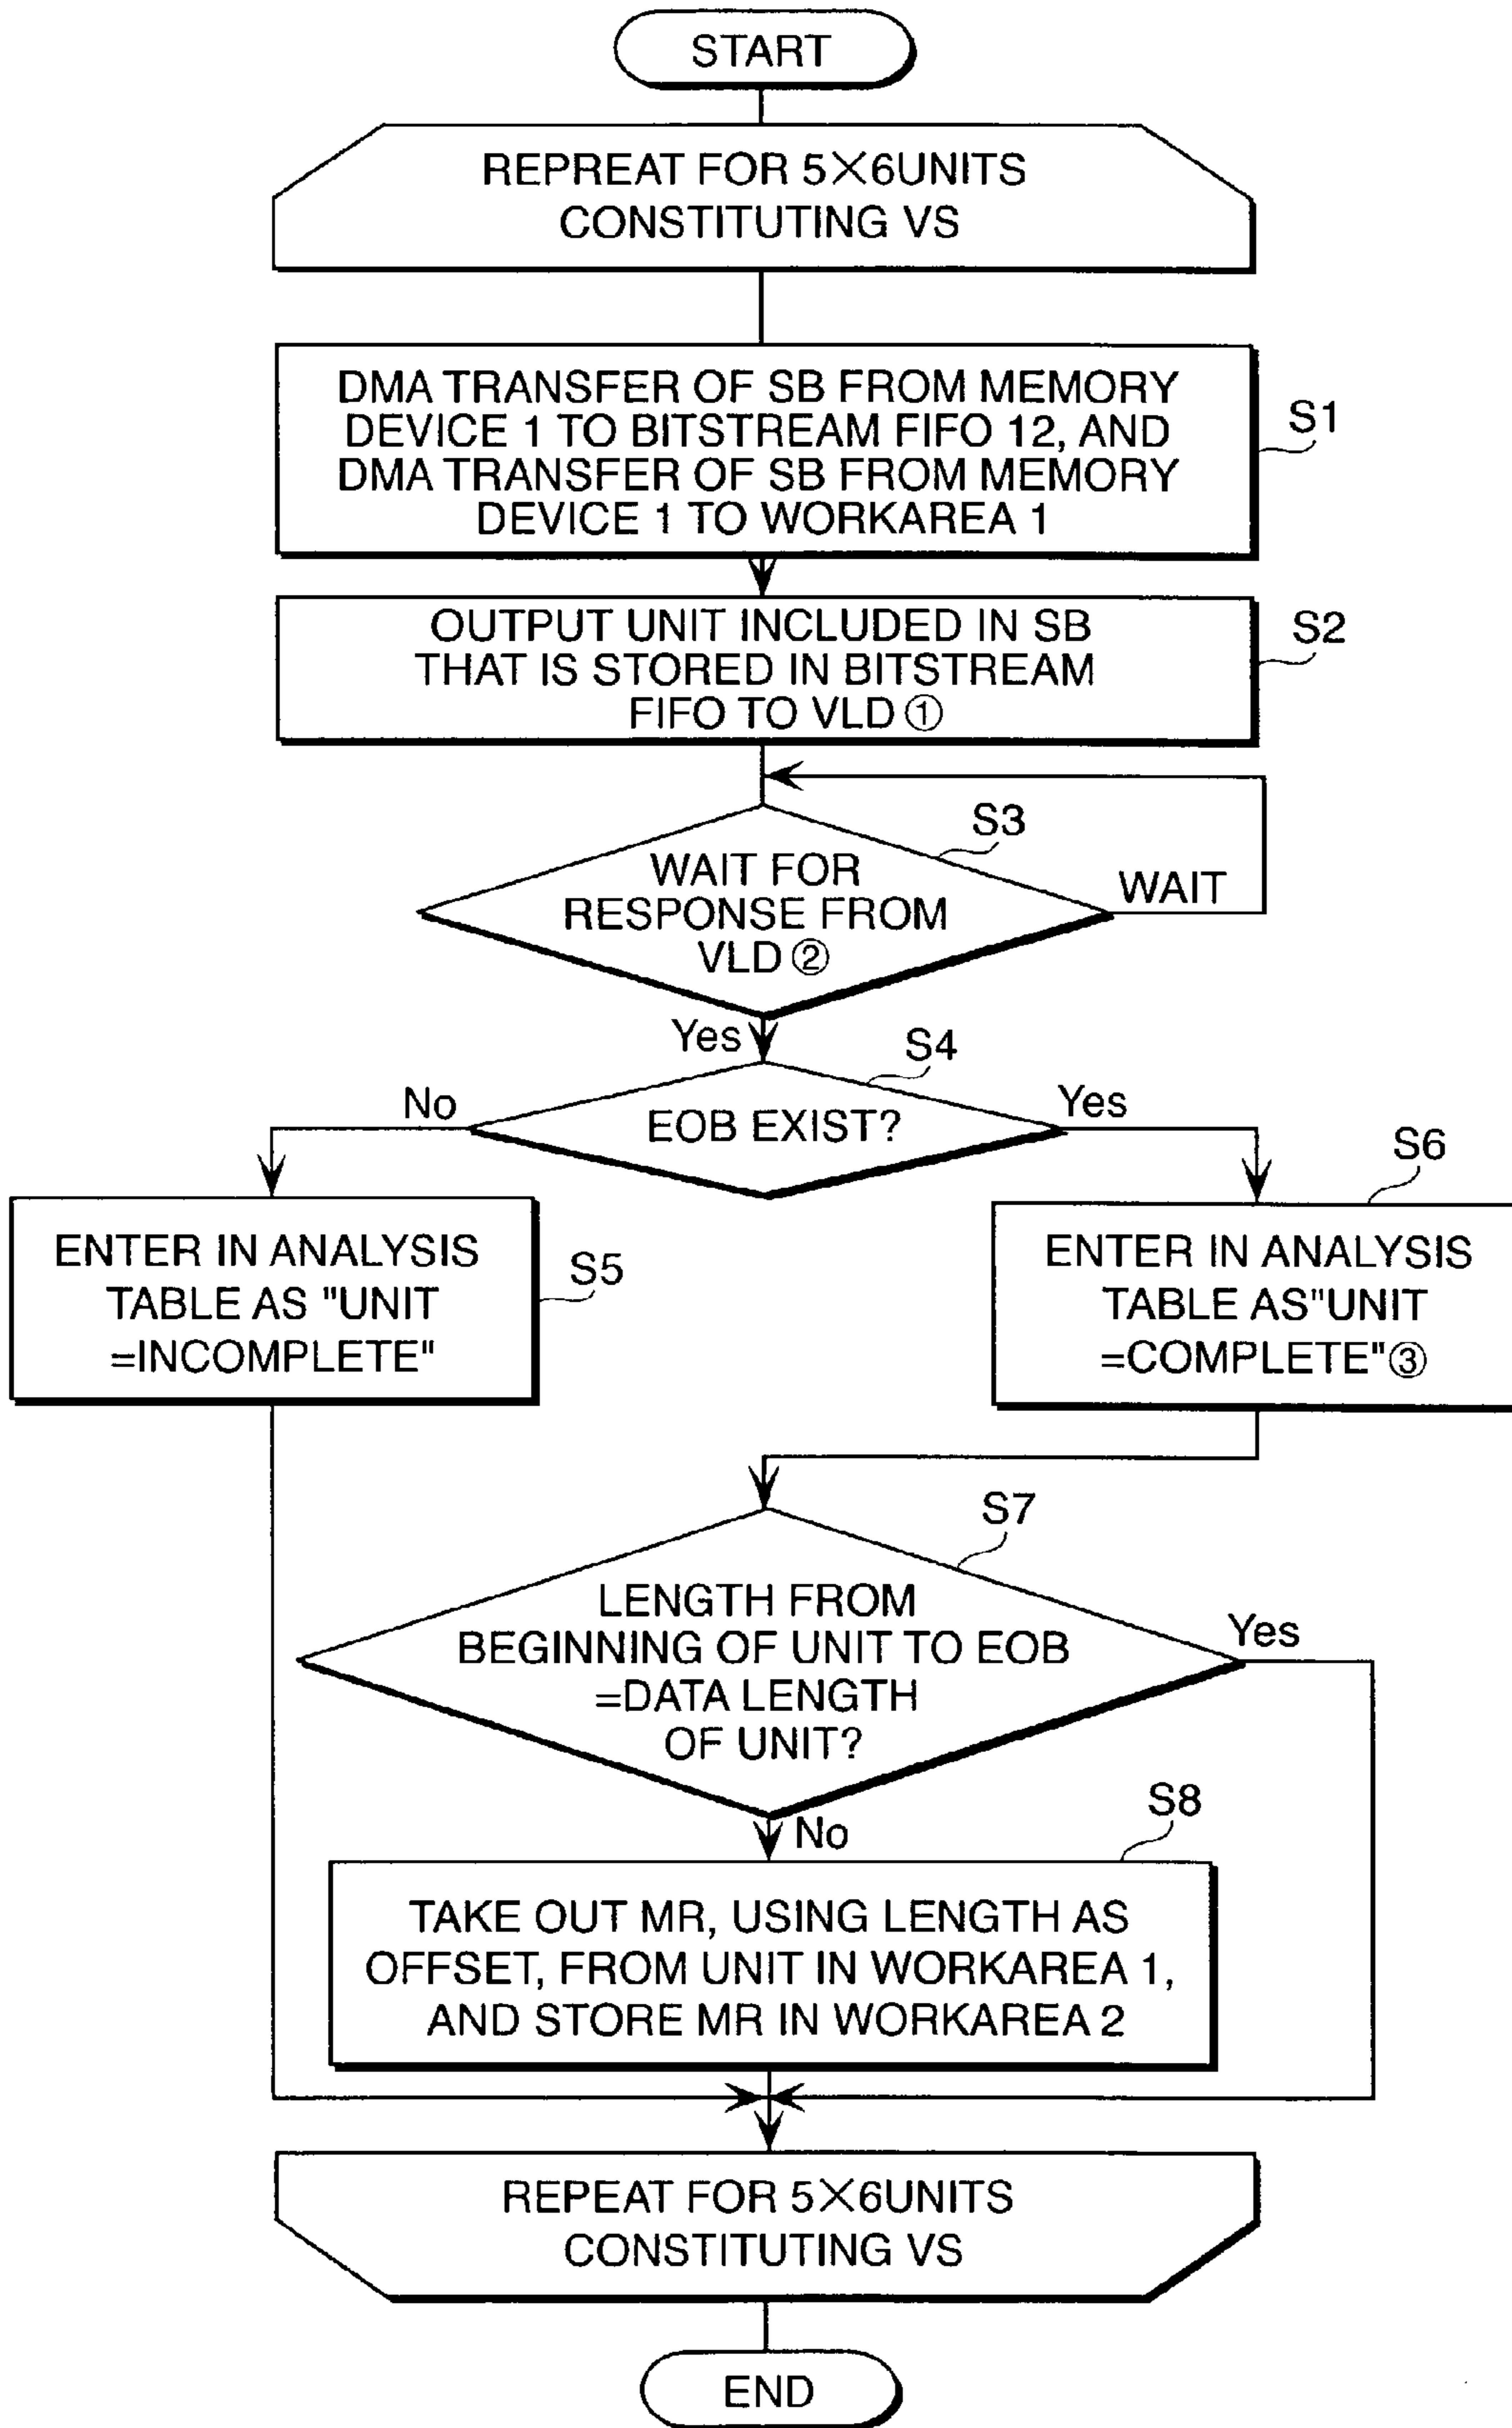 START
REPREAT FOR 5×6UNITS
CONSTITUTING VS
DMA TRANSFER OF SB FROM MEMORY
DEVICE 1 TO BITSTREAM FIFO 12, AND
DMA TRANSFER OF SB FROM MEMORY
DEVICE 1 TO WORKAREA 1
S1
OUTPUT UNIT INCLUDED IN SB
THAT IS STORED IN BITSTREAM
FIFO TO VLD ①
S2
S3
WAIT FOR
RESPONSE FROM
VLD ②
WAIT
Yes
S4
No
EOB EXIST?
Yes
S6
ENTER IN ANALYSIS
TABLE AS "UNIT
=INCOMPLETE"
S5
ENTER IN ANALYSIS
TABLE AS"UNIT
=COMPLETE"③
S7
LENGTH FROM
BEGINNING OF UNIT TO EOB
=DATA LENGTH
OF UNIT?
Yes
No
S8
TAKE OUT MR, USING LENGTH AS
OFFSET, FROM UNIT IN WORKAREA 1,
AND STORE MR IN WORKAREA 2
REPEAT FOR 5×6UNITS
CONSTITUTING VS
END